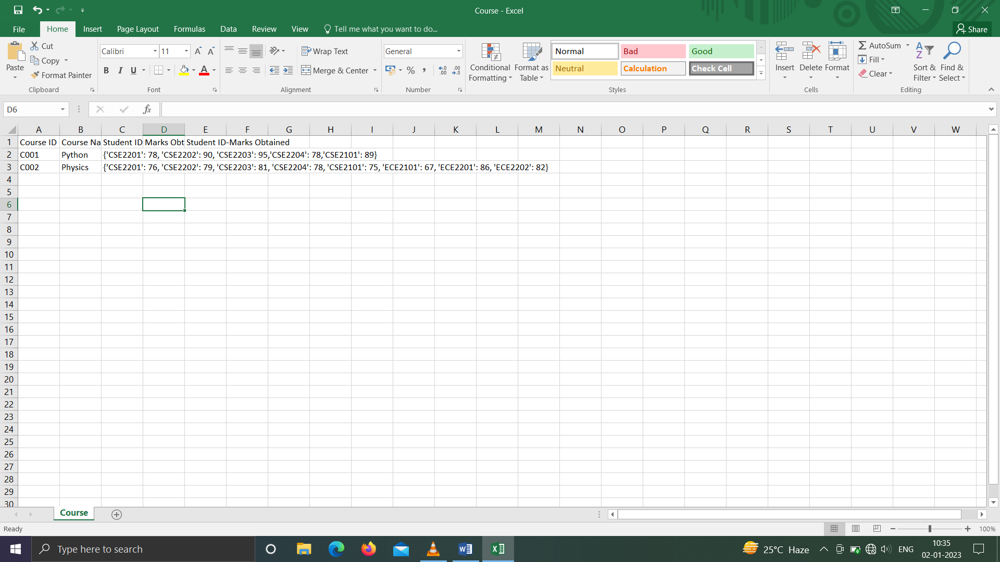 Course - Excel
File Home Insert Page Layout Formulas Data Review View Tell me what you want to do... Share
Cut
Copy
Format Painter
Paste
Clipboard
Calibri 11
B I U
Font
Wrap Text
Merge & Center
Alignment
General
Number
Conditional Formatting
Format as Table
Normal Bad Good
Neutral Calculation Check Cell
Styles
Insert Delete Format
Cells
AutoSum
Fill
Clear
Sort & Filter
Find & Select
Editing
D6 fx
A B C D E F G H I J K L M N O P Q R S T U V W
1 Course ID Course Na Student ID Marks Obt Student ID-Marks Obtained
2 C001 Python {'CSE2201': 78, 'CSE2202': 90, 'CSE2203': 95,'CSE2204': 78,'CSE2101': 89}
3 C002 Physics {'CSE2201': 76, 'CSE2202': 79, 'CSE2203': 81, 'CSE2204': 78, 'CSE2101': 75, 'ECE2101': 67, 'ECE2201': 86, 'ECE2202': 82}
4
5
6
7
8
9
10
11
12
13
14
15
16
17
18
19
20
21
22
23
24
25
26
27
28
29
30
Course
Ready 100%
Type here to search 25°C Haze ENG 10:35
02-01-2023